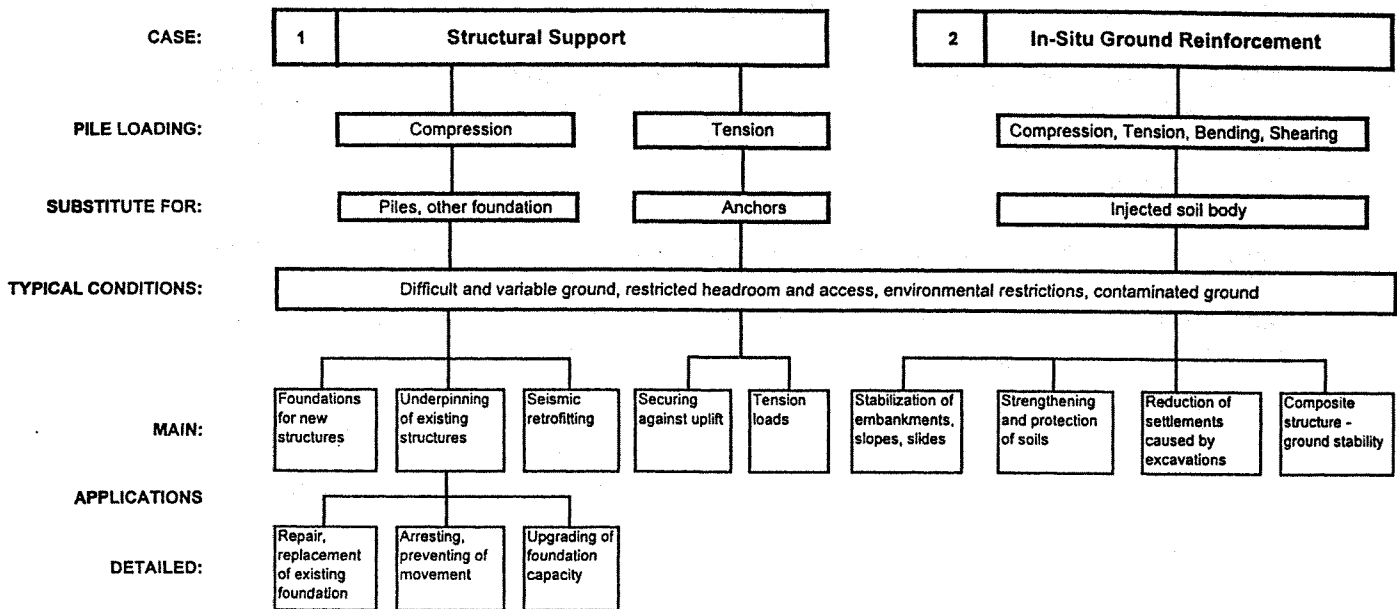 CASE:
1
Structural Support
2
In-Situ Ground Reinforcement
PILE LOADING:
Compression
Tension
Compression, Tension, Bending, Shearing
SUBSTITUTE FOR:
Piles, other foundation
Anchors
Injected soil body
TYPICAL CONDITIONS:
Difficult and variable ground, restricted headroom and access, environmental restrictions, contaminated ground
MAIN:
Foundations
for new
structures
Underpinning
of existing
structures
Seismic
retrofitting
Securing
against uplift
Tension
loads
Stabilization of
embankments,
slopes, slides
Strengthening
and protection
of soils
Reduction of
settlements
caused by
excavations
Composite
structure -
ground stability
APPLICATIONS
DETAILED:
Repair,
replacement
of existing
foundation
Arresting,
preventing of
movement
Upgrading of
foundation
capacity